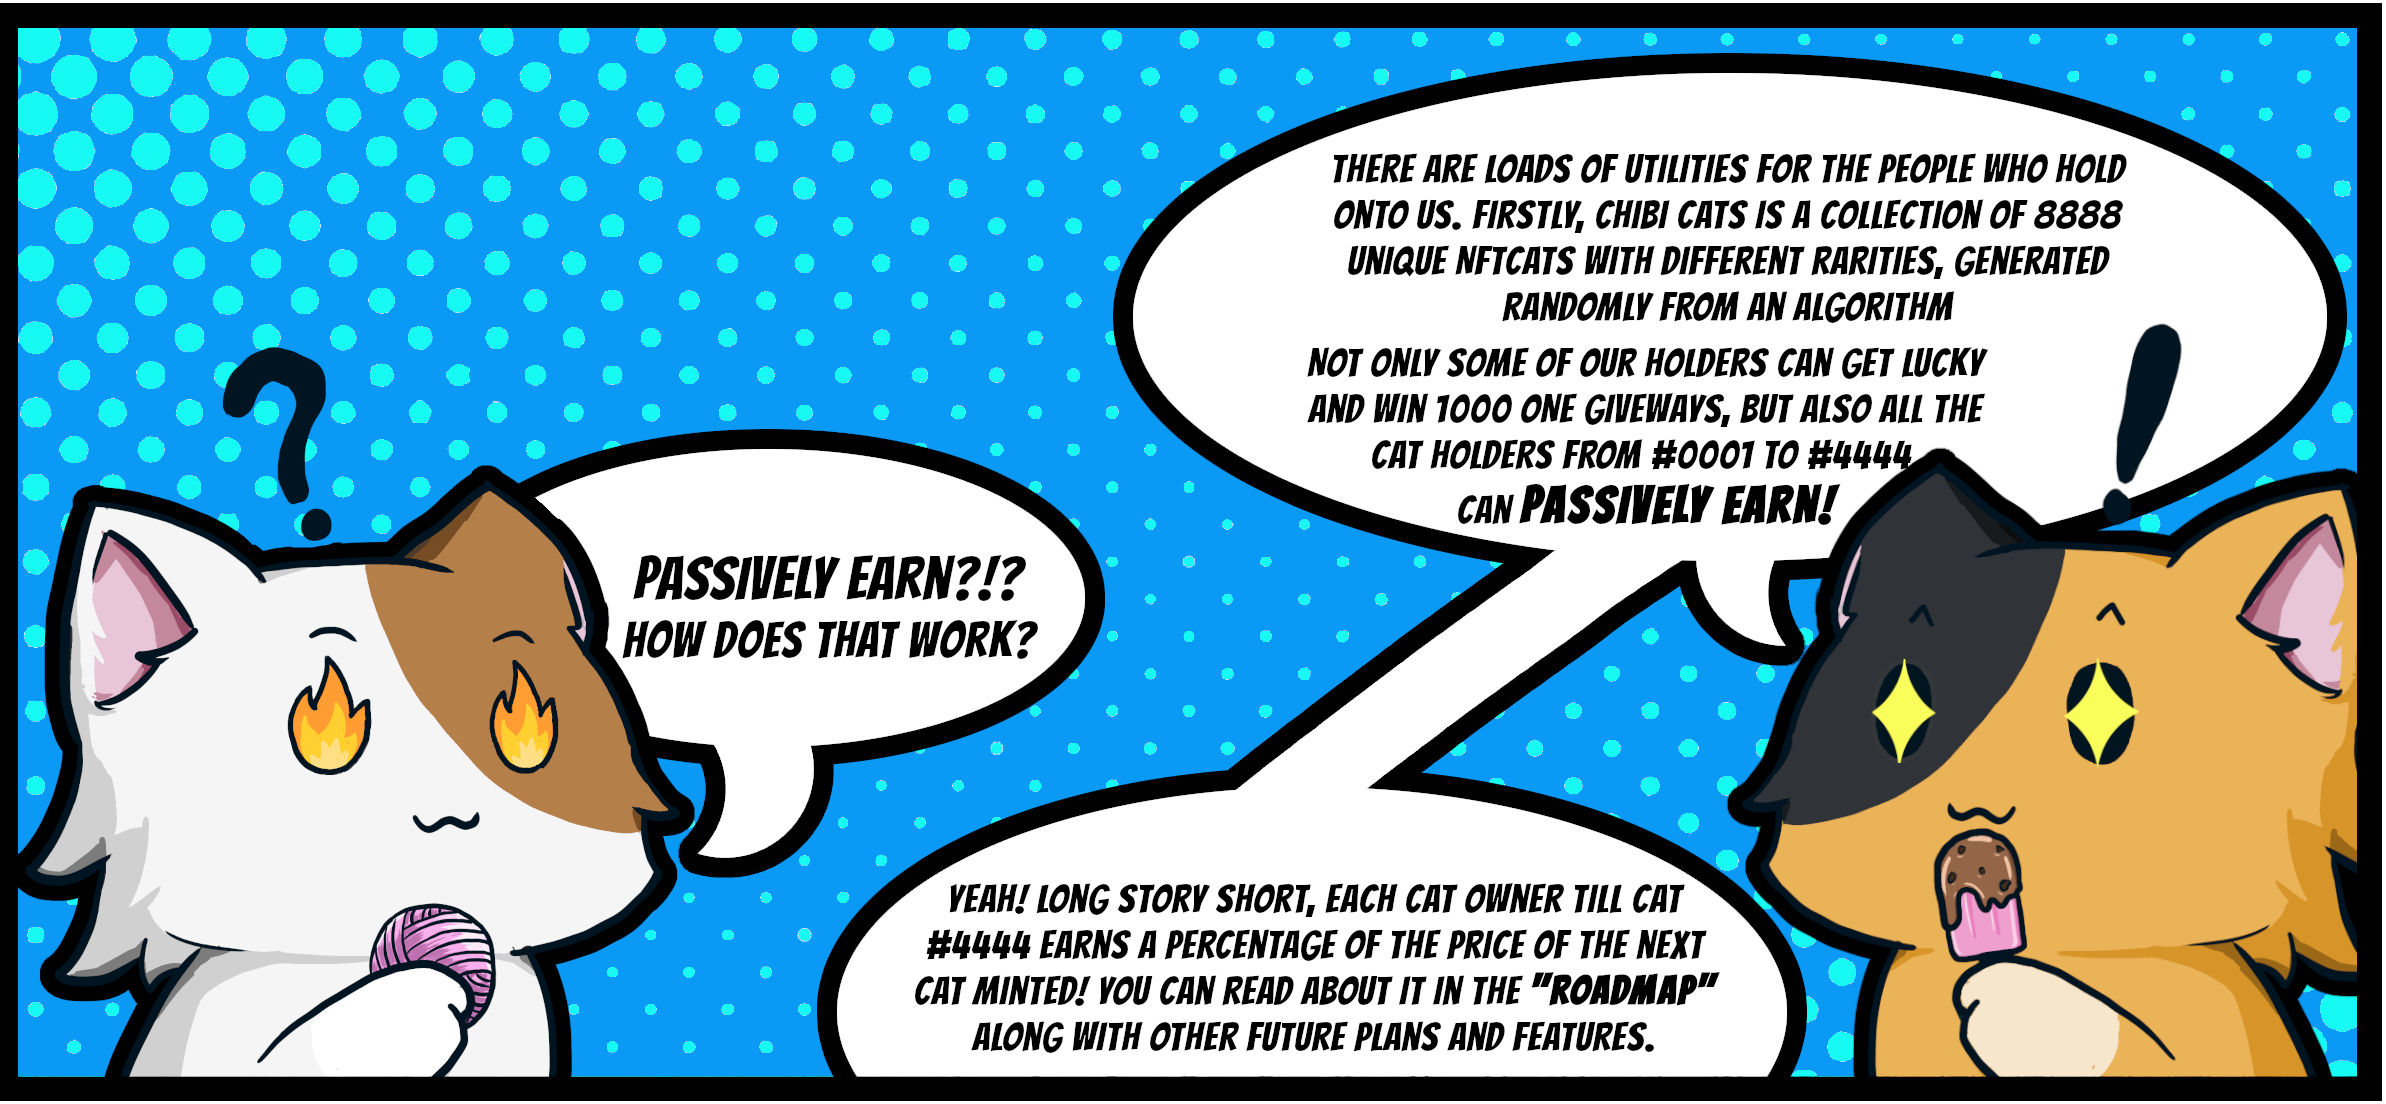 THERE ARE LOADS OF UTILITIES FOR THE PEOPLE WHO HOLD
ONTO US. FIRSTLY, CHIBI CATS IS A COLLECTION OF 8888
UNIQUE NFTCATS WITH DIFFERENT RARITIES, GENERATED
RANDOMLY FROM AN ALGORITHM
NOT ONLY SOME OF OUR HOLDERS CAN GET LUCKY
AND WIN 1000 ONE GIVEWAYS, BUT ALSO ALL THE
CAT HOLDERS FROM #0001 TO #4444
CAN PASSIVELY EARN!
?
!
PASSIVELY EARN?!?
HOW DOES THAT WORK?
YEAH! LONG STORY SHORT, EACH CAT OWNER TILL CAT
#4444 EARNS A PERCENTAGE OF THE PRICE OF THE NEXT
CAT MINTED! YOU CAN READ ABOUT IT IN THE "ROADMAP"
ALONG WITH OTHER FUTURE PLANS AND FEATURES.